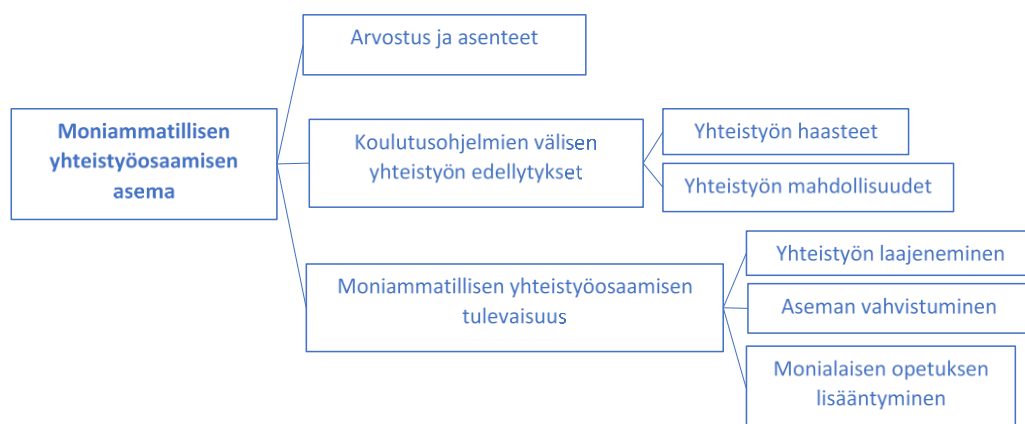 Arvostus ja asenteet
Moniammatillisen
yhteistyöosaamisen
asema
Koulutusohjelmien välisen
yhteistyön edellytykset
Yhteistyön haasteet
Yhteistyön mahdollisuudet
Moniammatillisen yhteistyöosaamisen
tulevaisuus
Yhteistyön laajeneminen
Aseman vahvistuminen
Monialaisen opetuksen
lisääntyminen